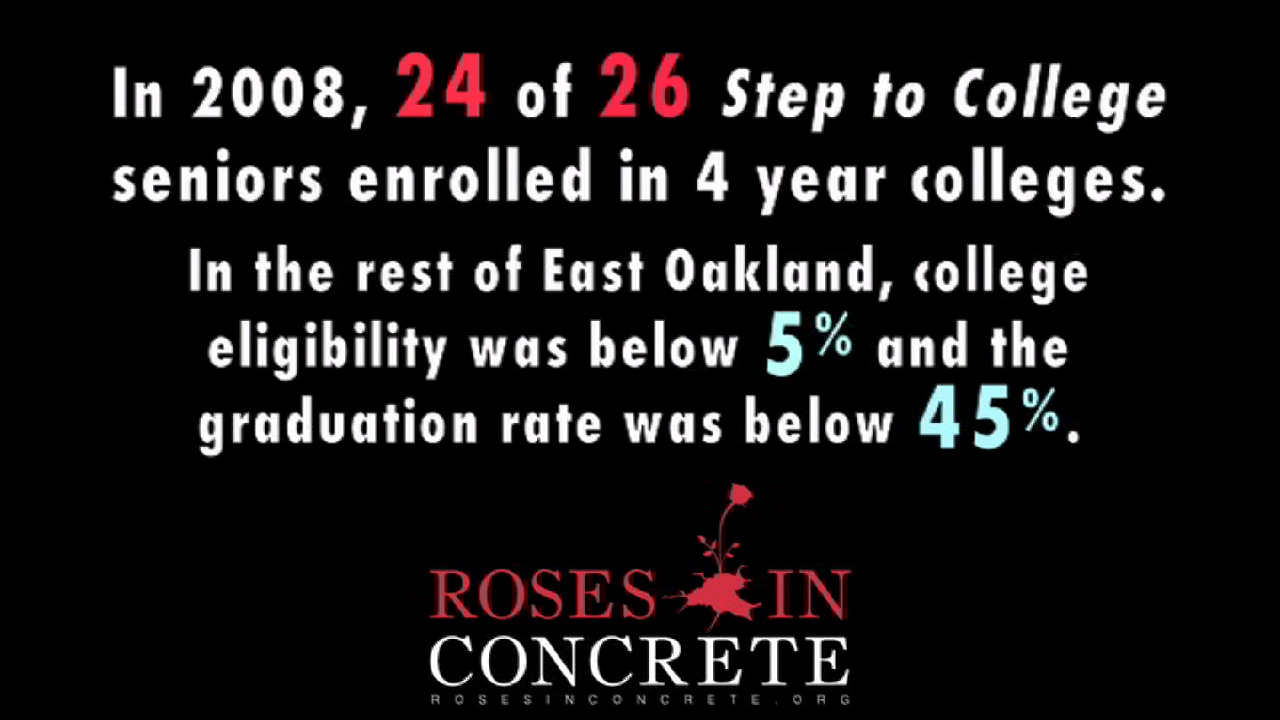 In 2008, 24 of 26 Step to College
seniors enrolled in 4 year colleges.
In the rest of East Oakland, college
eligibility was below 5% and the
graduation rate was below 45%.
ROSES IN
CONCRETE
ROSESINCONCRETE.ORG